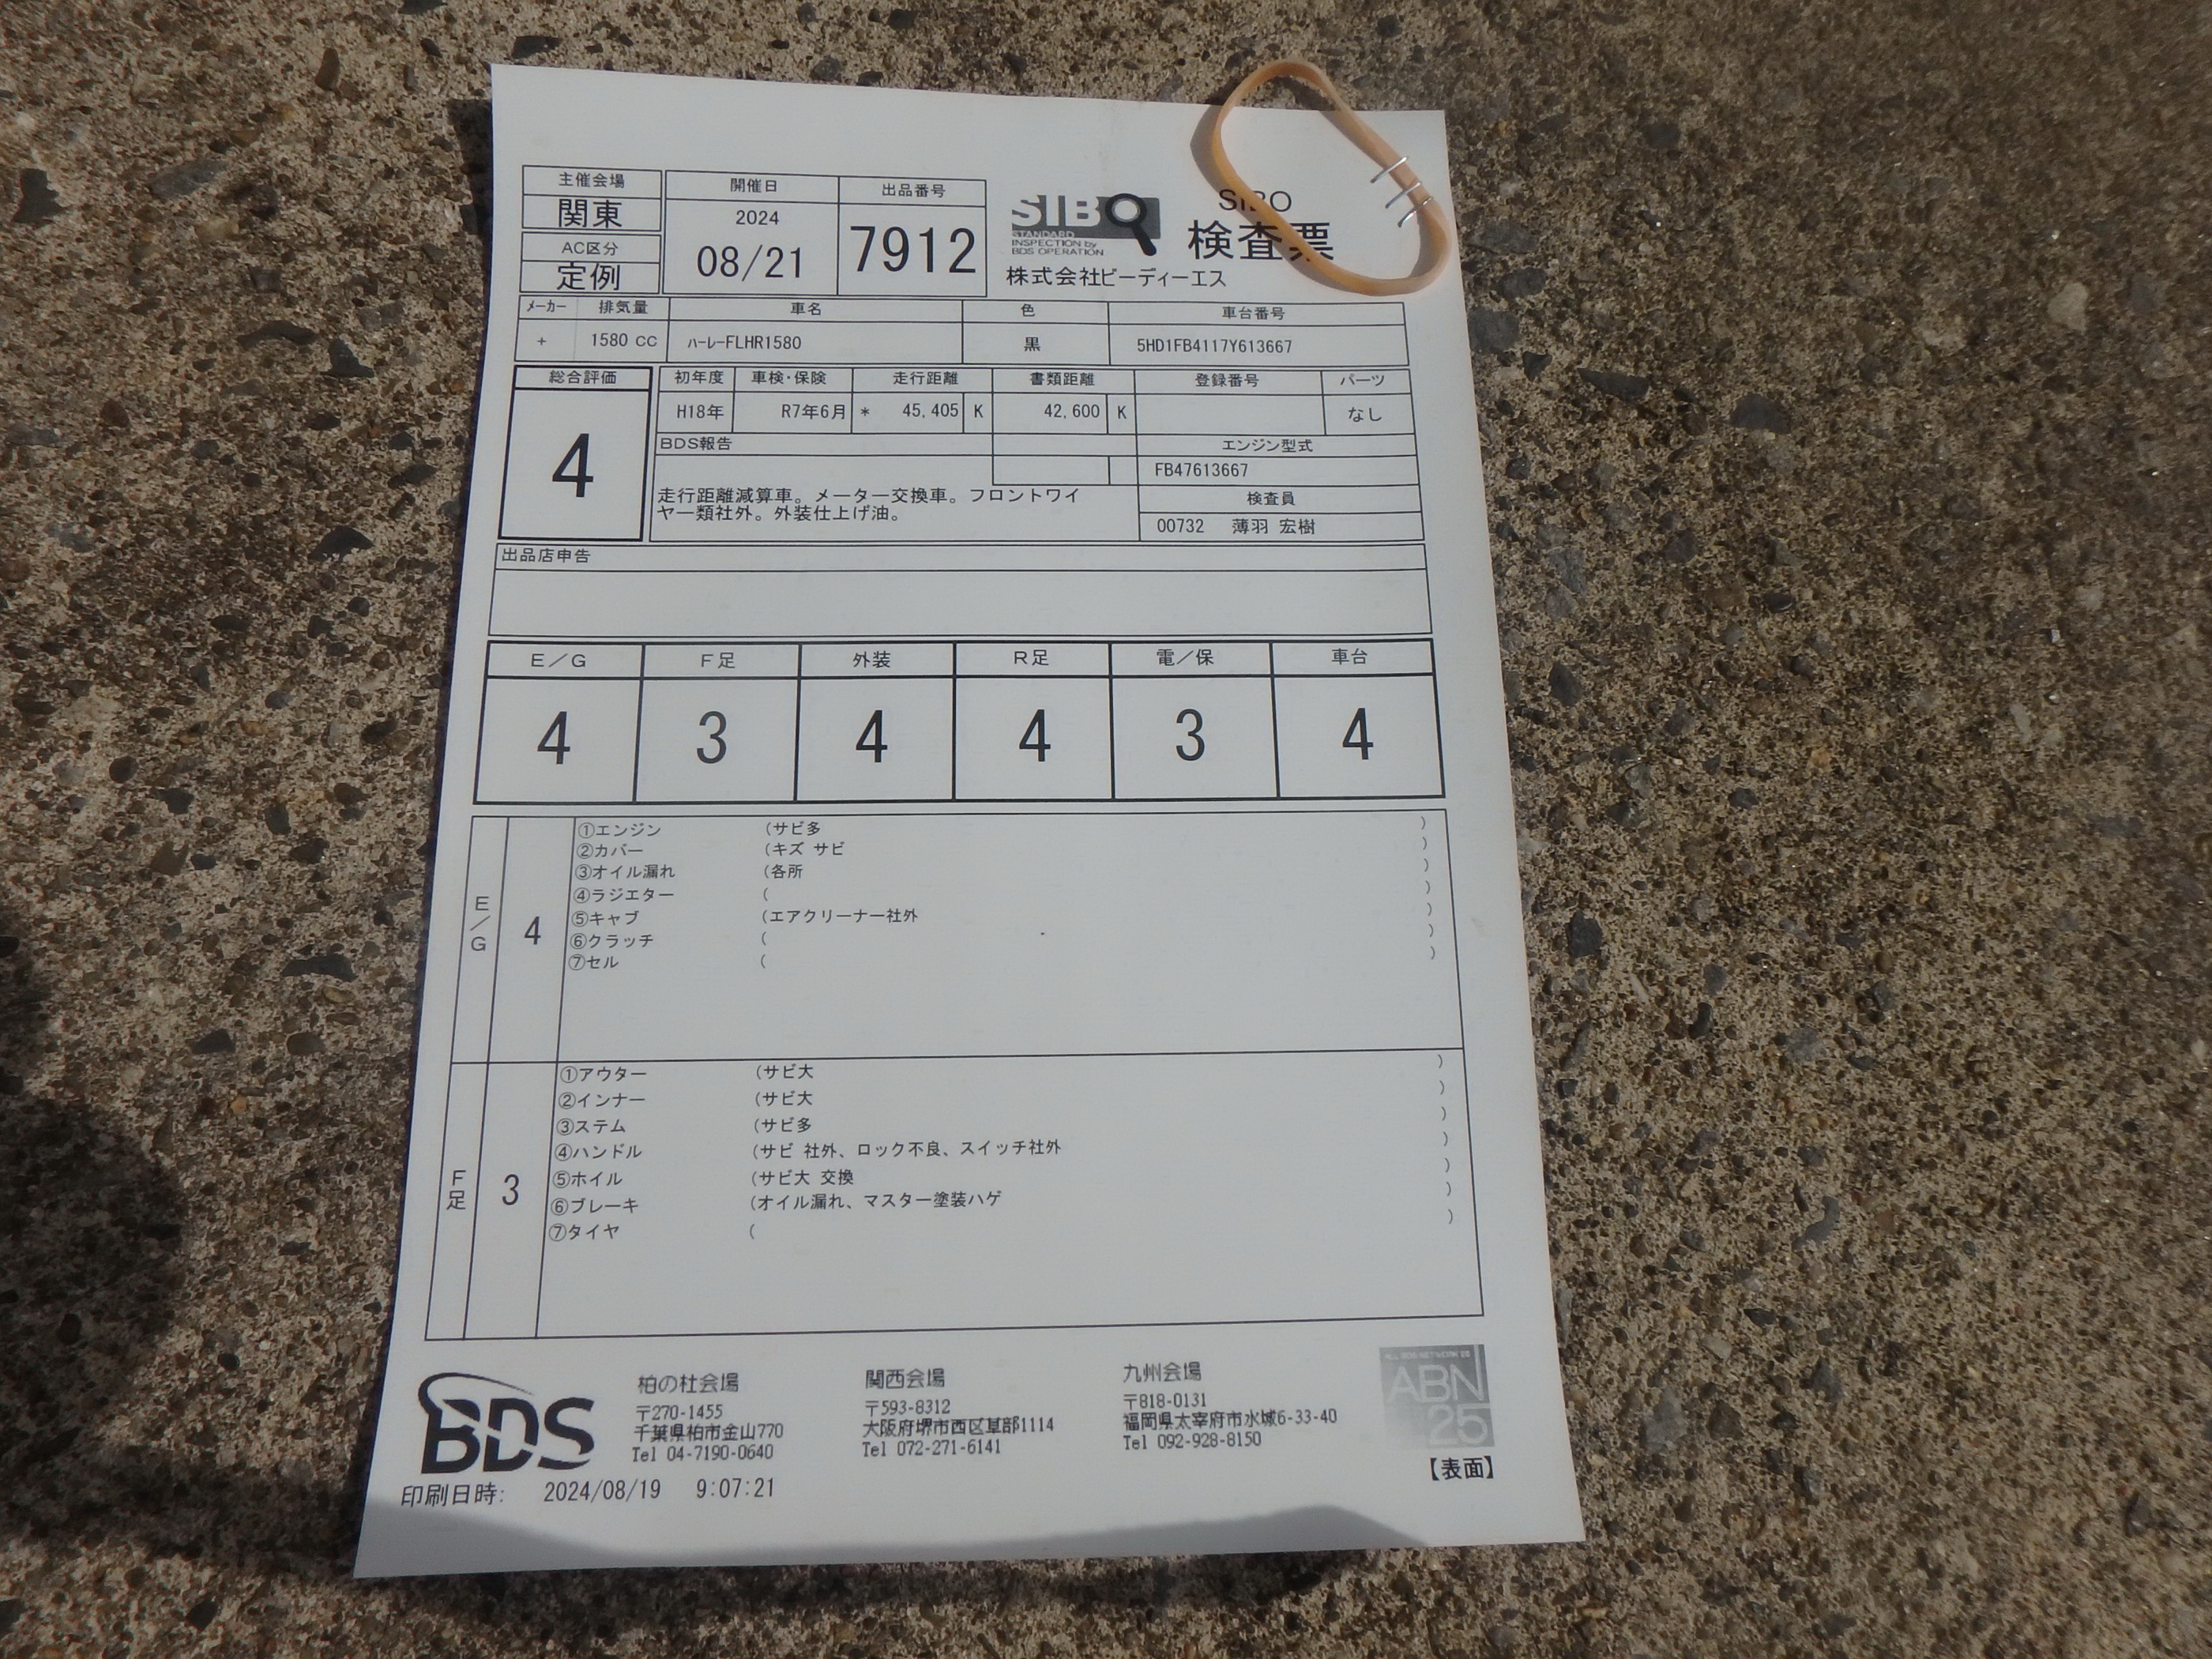 主催会場
関東
AC区分
定例
開催日
2024
08/21
出品番号
7912
SIBO
STANDARD
INSPECTION by
BDS OPERATION
SIBO
検査票
株式会社ビーディーエス
メーカー 排気量 車名 色 車台番号
+ 1580 CC ハーレーFLHR1580 黒 5HD1FB4117Y613667
総合評価
4
初年度 車検・保険 走行距離 書類距離 登録番号 パーツ
H18年 R7年6月 * 45,405 K 42,600 K なし
BDS報告
走行距離減算車。メーター交換車。フロントワイ
ヤー類社外。外装仕上げ油。
エンジン型式
FB47613667
検査員
00732 薄羽 宏樹
出品店申告
E/G F足 外装 R足 電/保 車台
4 3 4 4 3 4
E/G
4
①エンジン (サビ多 )
②カバー (キズ サビ )
③オイル漏れ (各所 )
④ラジエター ( )
⑤キャブ (エアクリーナー社外 )
⑥クラッチ ( )
⑦セル ( )
F足
3
①アウター (サビ大 )
②インナー (サビ大 )
③ステム (サビ多 )
④ハンドル (サビ 社外、ロック不良、スイッチ社外 )
⑤ホイル (サビ大 交換 )
⑥ブレーキ (オイル漏れ、マスター塗装ハゲ )
⑦タイヤ ( )
BDS
柏の杜会場
〒270-1455
千葉県柏市金山770
Tel 04-7190-0640
関西会場
〒593-8312
大阪府堺市西区草部1114
Tel 072-271-6141
九州会場
〒818-0131
福岡県太宰府市水城6-33-40
Tel 092-928-8150
ABN
25
【表面】
印刷日時: 2024/08/19 9:07:21